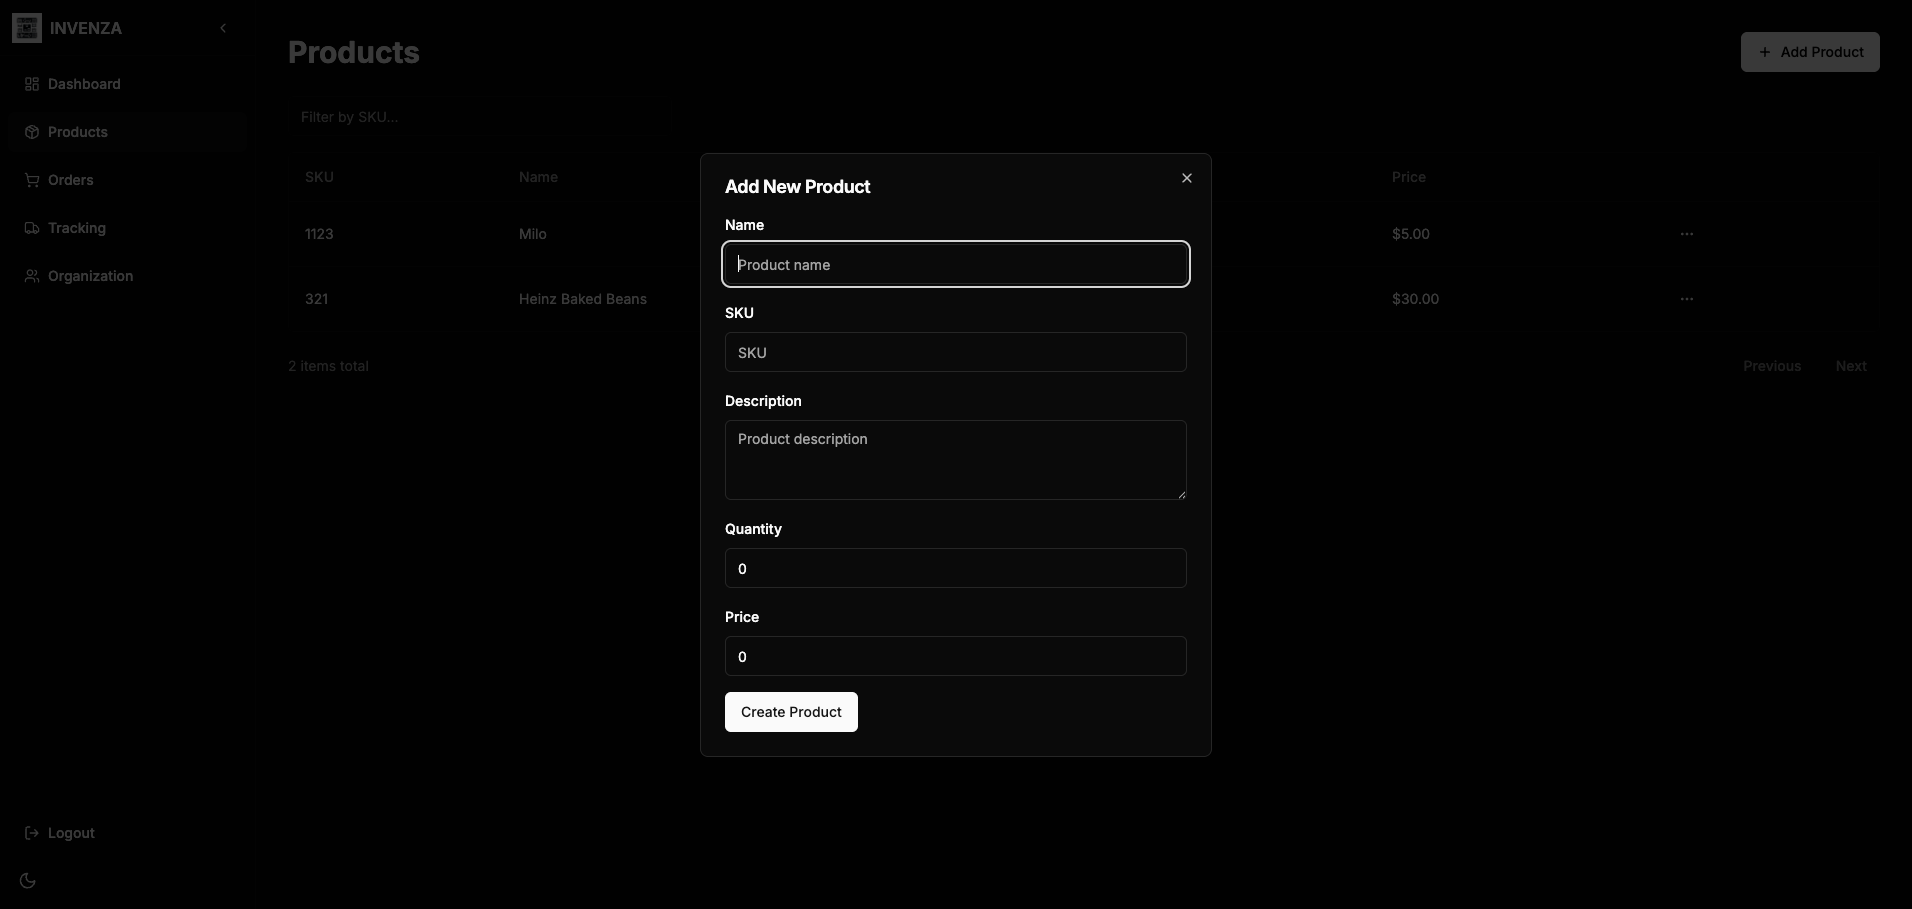 INVENZA
Dashboard
Products
Orders
Tracking
Organization
Logout
Products
+ Add Product
Filter by SKU...
SKU Name Price
1123 Milo $5.00 ...
321 Heinz Baked Beans $30.00 ...
2 items total
Previous Next
Add New Product
Name
Product name
SKU
SKU
Description
Product description
Quantity
0
Price
0
Create Product